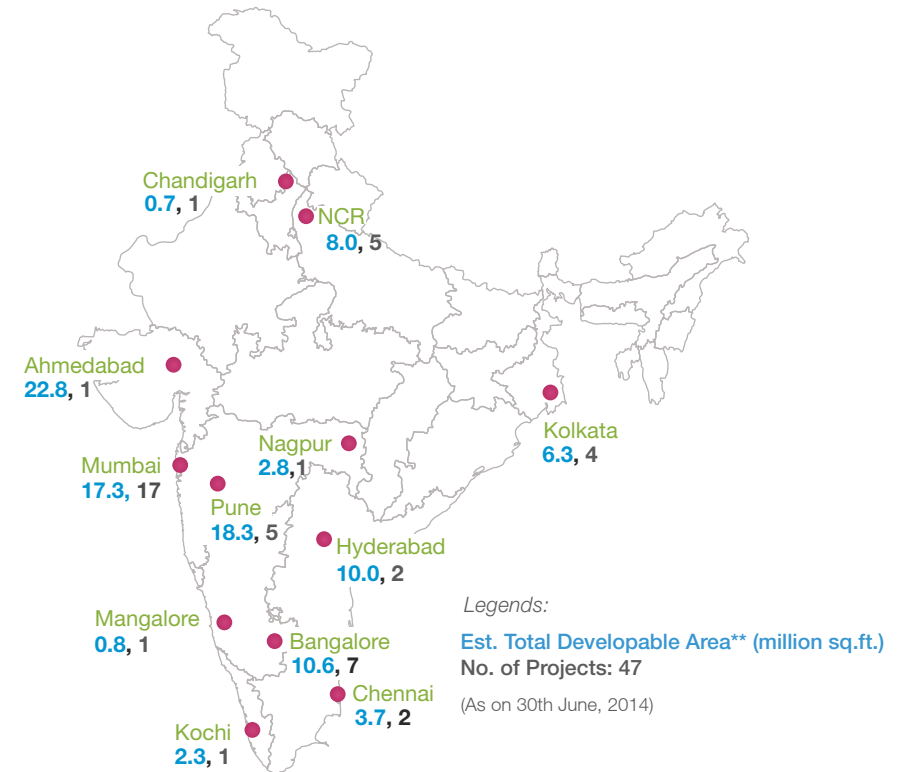 Chandigarh
0.7, 1
NCR
8.0, 5
Ahmedabad
22.8, 1
Kolkata
6.3, 4
Nagpur
2.8,1
Mumbai
17.3, 17
Pune
18.3, 5
Hyderabad
10.0, 2
Mangalore
0.8, 1
Bangalore
10.6, 7
Chennai
3.7, 2
Kochi
2.3, 1
Legends:
Est. Total Developable Area** (million sq.ft.)
No. of Projects: 47
(As on 30th June, 2014)